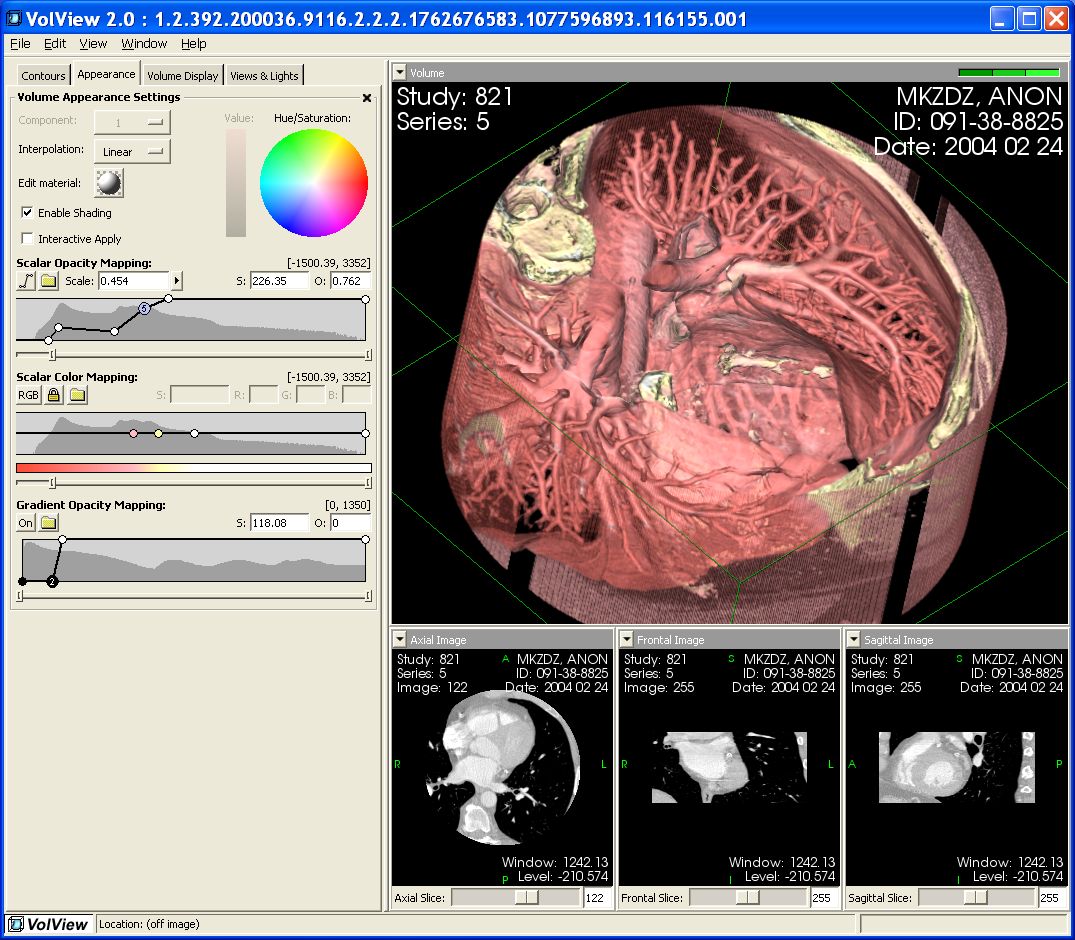 VolView 2.0 : 1.2.392.200036.9116.2.2.2.1762676583.1077596893.116155.001
File Edit View Window Help
Contours Appearance Volume Display Views & Lights
Volume Appearance Settings
Component: 1
Value: Hue/Saturation:
Interpolation: Linear
Edit material:
Enable Shading
Interactive Apply
Scalar Opacity Mapping: [-1500.39, 3352]
Scale: 0.454 S: 226.35 O: 0.762
5
Scalar Color Mapping: [-1500.39, 3352]
RGB S: R: G: B:
Gradient Opacity Mapping: [0, 1350]
On S: 118.08 O: 0
2
Volume
Study: 821
Series: 5
MKZDZ, ANON
ID: 091-38-8825
Date: 2004 02 24
Axial Image
Study: 821 A MKZDZ, ANON
Series: 5 ID: 091-38-8825
Image: 122 Date: 2004 02 24
R L
Window: 1242.13
P Level: -210.574
Axial Slice: 122
Frontal Image
Study: 821 S MKZDZ, ANON
Series: 5 ID: 091-38-8825
Image: 255 Date: 2004 02 24
R L
Window: 1242.13
I Level: -210.574
Frontal Slice: 255
Sagittal Image
Study: 821 S MKZDZ, ANON
Series: 5 ID: 091-38-8825
Image: 255 Date: 2004 02 24
A P
Window: 1242.13
I Level: -210.574
Sagittal Slice: 255
VolView Location: (off image)